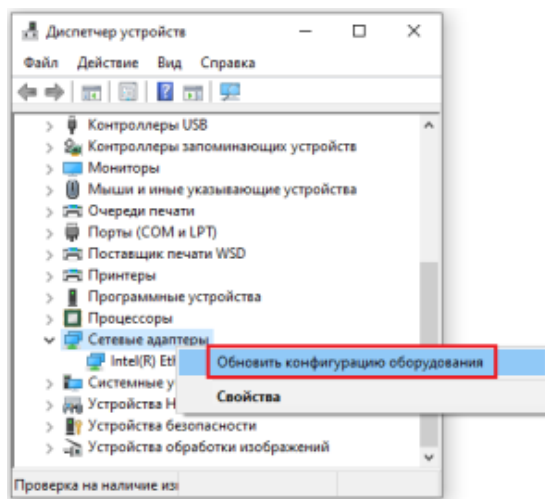 Диспетчер устройств
Файл Действие Вид Справка
Контроллеры USB
Контроллеры запоминающих устройств
Мониторы
Мыши и иные указывающие устройства
Очереди печати
Порты (COM и LPT)
Поставщик печати WSD
Принтеры
Программные устройства
Процессоры
Сетевые адаптеры
Intel(R) Eth
Обновить конфигурацию оборудования
Системные у
Свойства
Устройства H
Устройства безопасности
Устройства обработки изображений
Проверка на наличие из